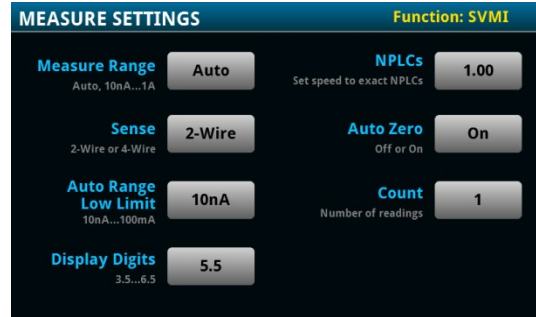 MEASURE SETTINGS
Function: SVMI
Measure Range
Auto, 10nA...1A
Auto
NPLCs
Set speed to exact NPLCs
1.00
Sense
2-Wire or 4-Wire
2-Wire
Auto Zero
Off or On
On
Auto Range
Low Limit
10nA...100mA
10nA
Count
Number of readings
1
Display Digits
3.5...6.5
5.5